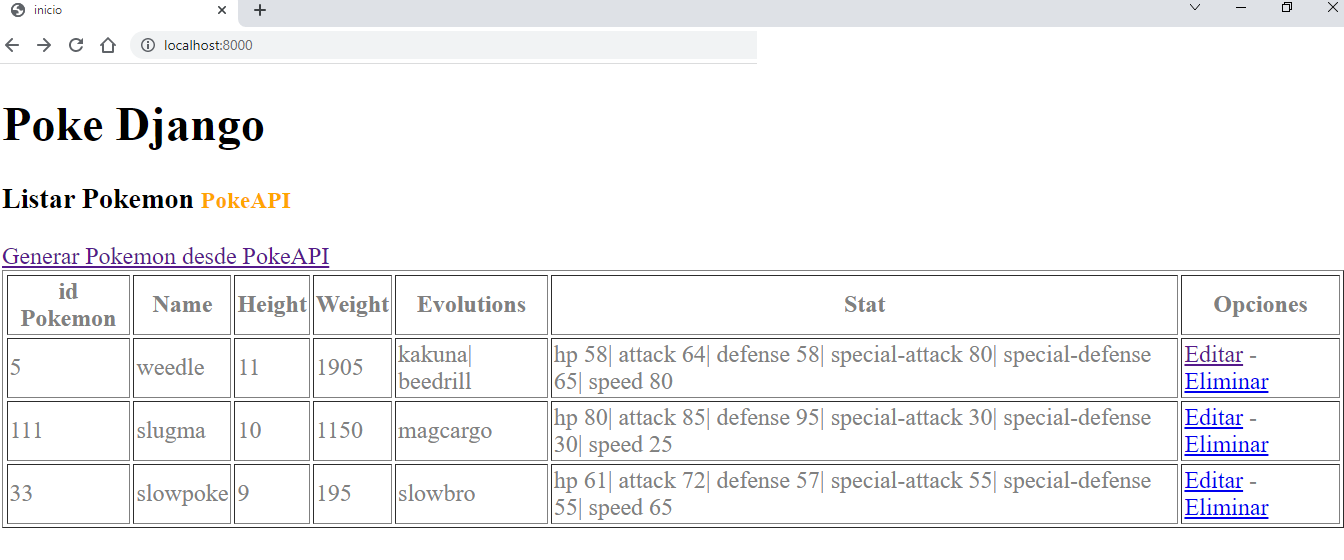 inicio
localhost:8000
Poke Django
Listar Pokemon PokeAPI
Generar Pokemon desde PokeAPI
id Pokemon Name Height Weight Evolutions Stat Opciones
5 weedle 11 1905 kakuna| beedrill hp 58| attack 64| defense 58| special-attack 80| special-defense 65| speed 80 Editar - Eliminar
111 slugma 10 1150 magcargo hp 80| attack 85| defense 95| special-attack 30| special-defense 30| speed 25 Editar - Eliminar
33 slowpoke 9 195 slowbro hp 61| attack 72| defense 57| special-attack 55| special-defense 55| speed 65 Editar - Eliminar